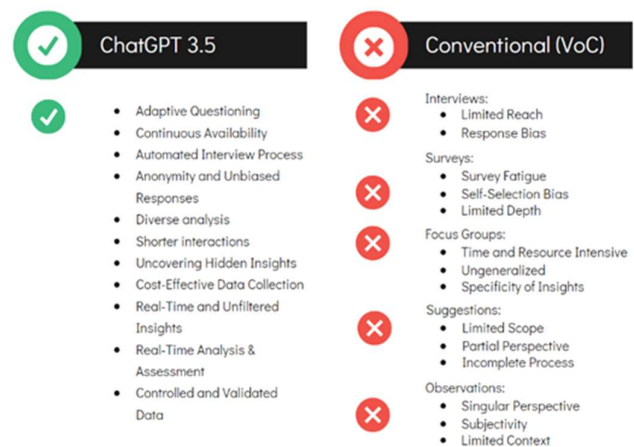 ChatGPT 3.5
• Adaptive Questioning
• Continuous Availability
• Automated Interview Process
• Anonymity and Unbiased
Responses
• Diverse analysis
• Shorter interactions
• Uncovering Hidden Insights
• Cost-Effective Data Collection
• Real-Time and Unfiltered
Insights
• Real-Time Analysis &
Assessment
• Controlled and Validated
Data
Conventional (VoC)
Interviews:
• Limited Reach
• Response Bias
Surveys:
• Survey Fatigue
• Self-Selection Bias
• Limited Depth
Focus Groups:
• Time and Resource Intensive
• Ungeneralized
• Specificity of Insights
Suggestions:
• Limited Scope
• Partial Perspective
• Incomplete Process
Observations:
• Singular Perspective
• Subjectivity
• Limited Context